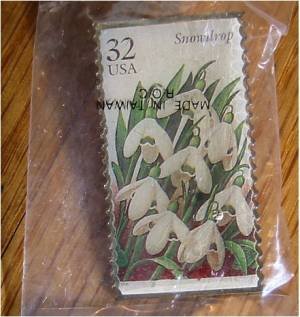 32
USA
Snowdrop
MADE IN TAIWAN
R.O.C